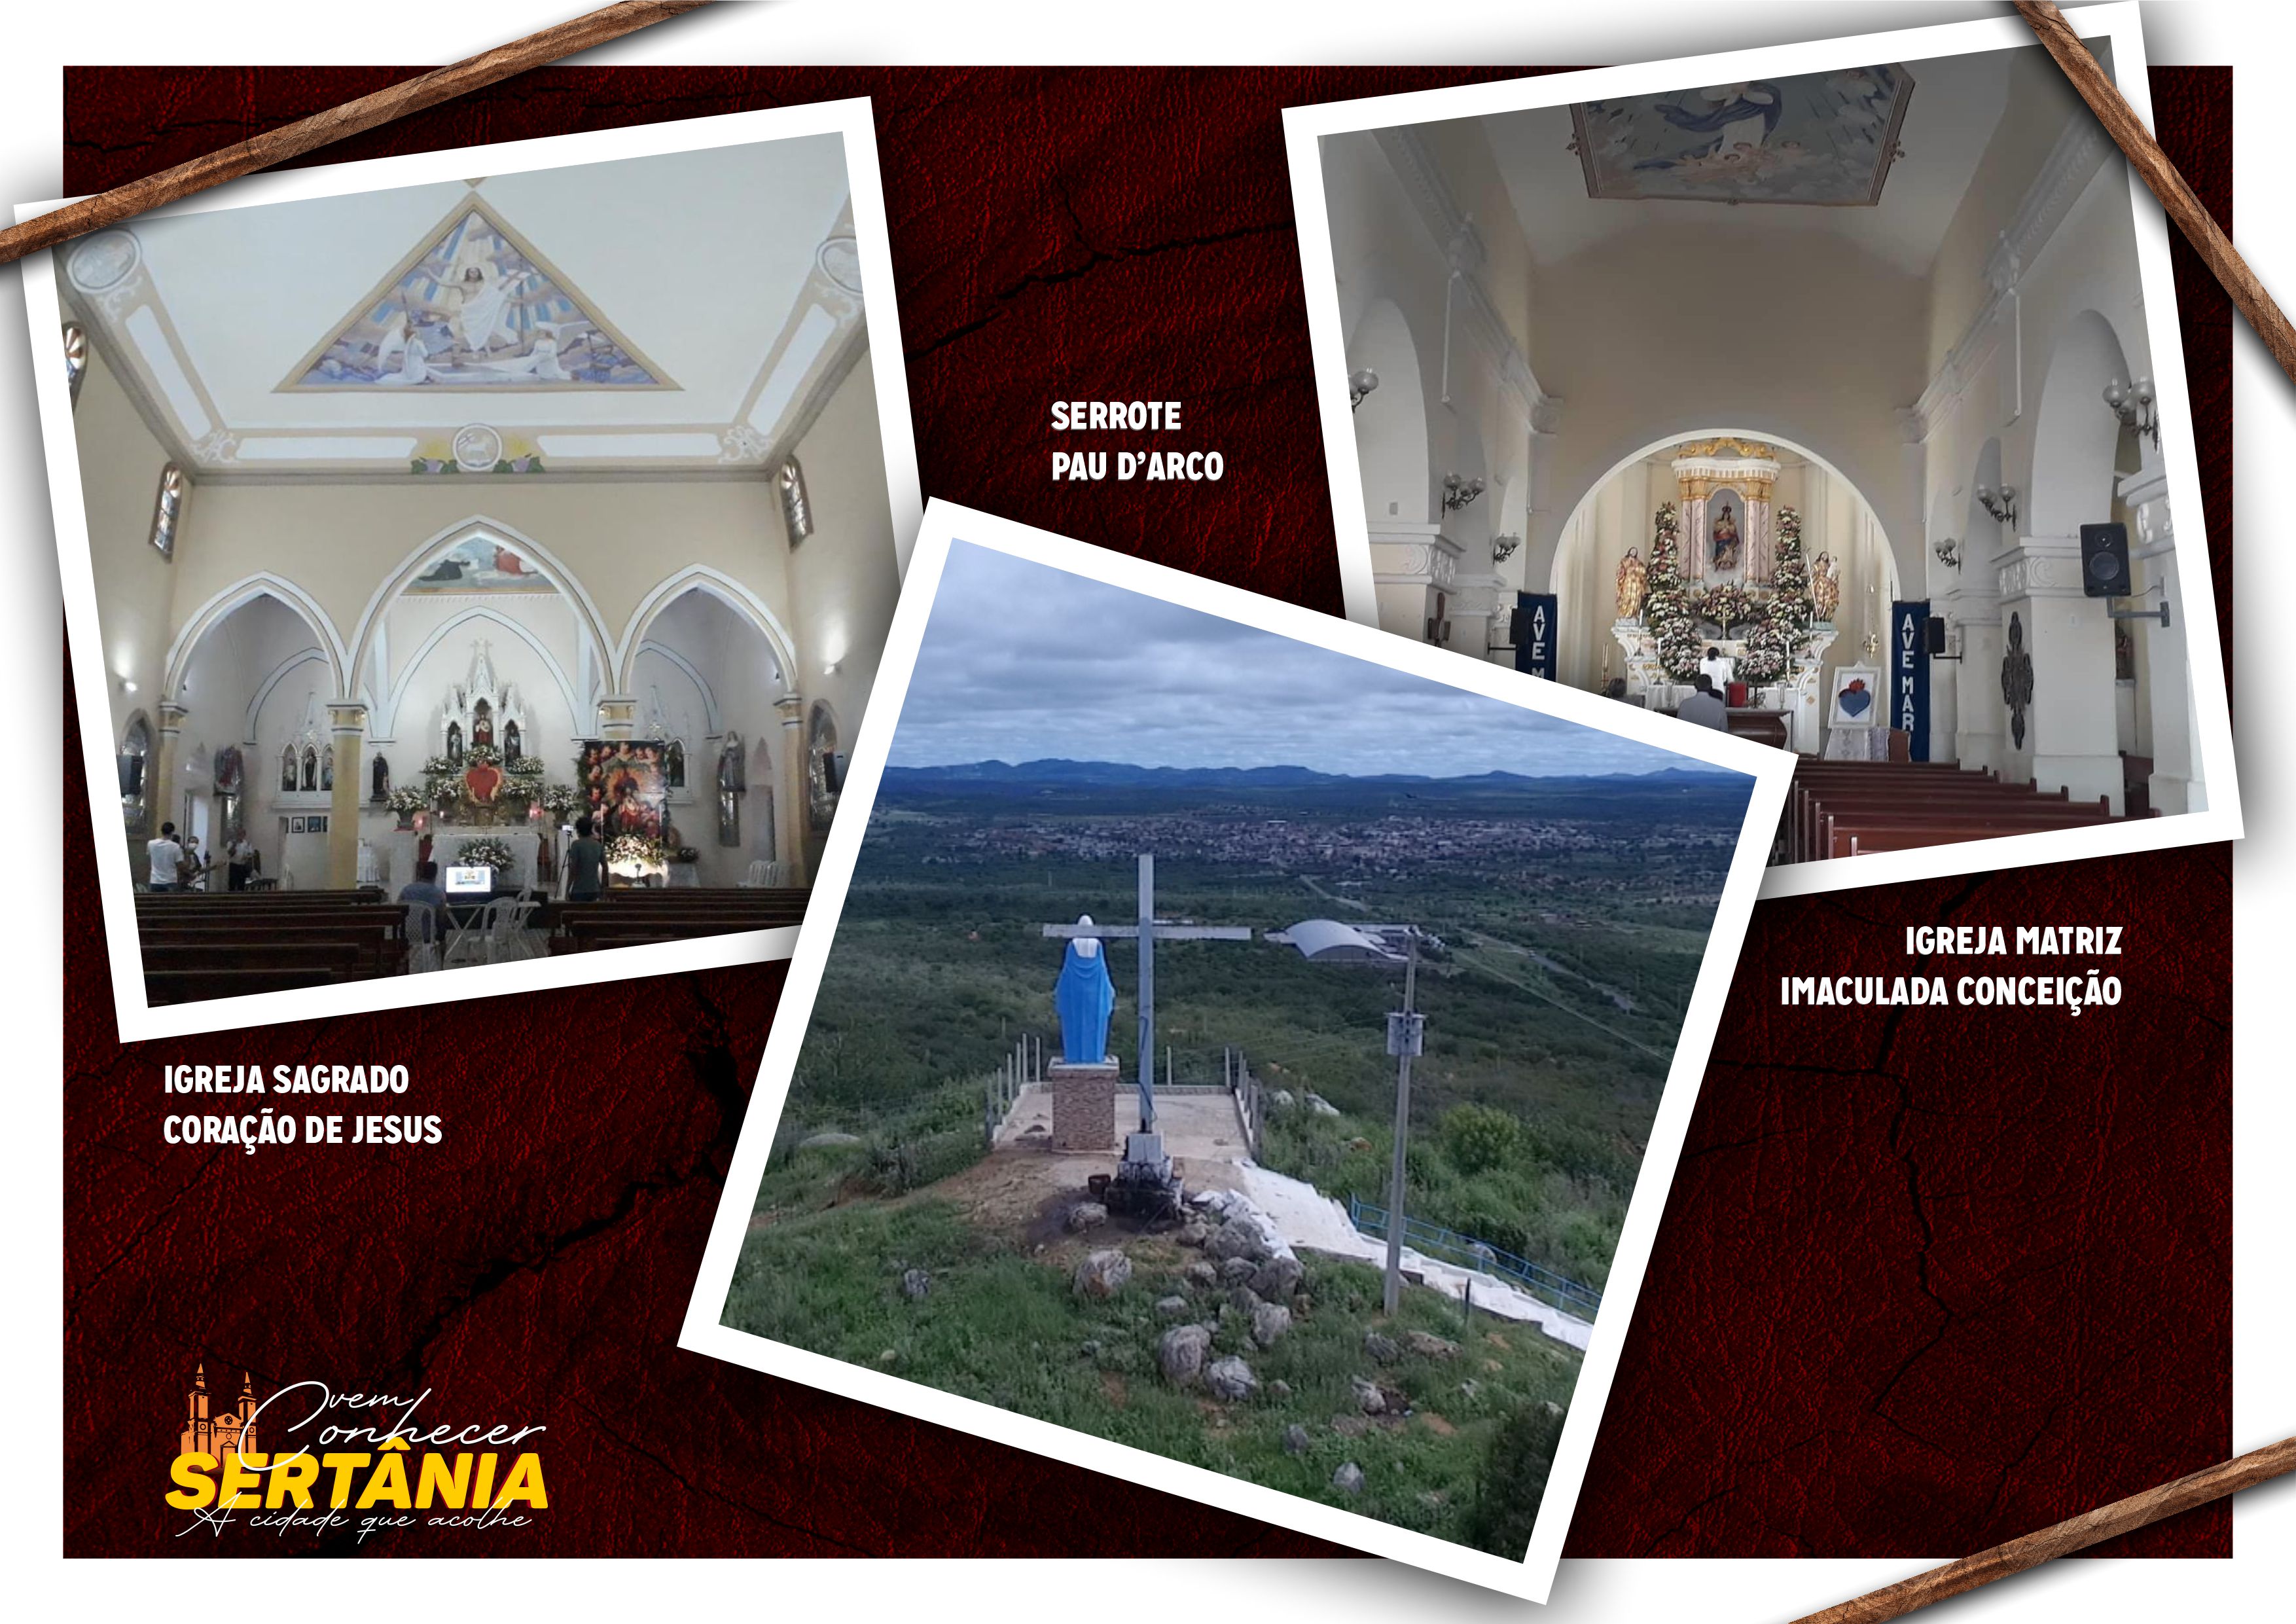 SERROTE
PAU D’ARCO
AVE M
AVE MAR
IGREJA MATRIZ
IMACULADA CONCEIÇÃO
IGREJA SAGRADO
CORAÇÃO DE JESUS
vem
Conhecer
SERTÂNIA
A cidade que acolhe